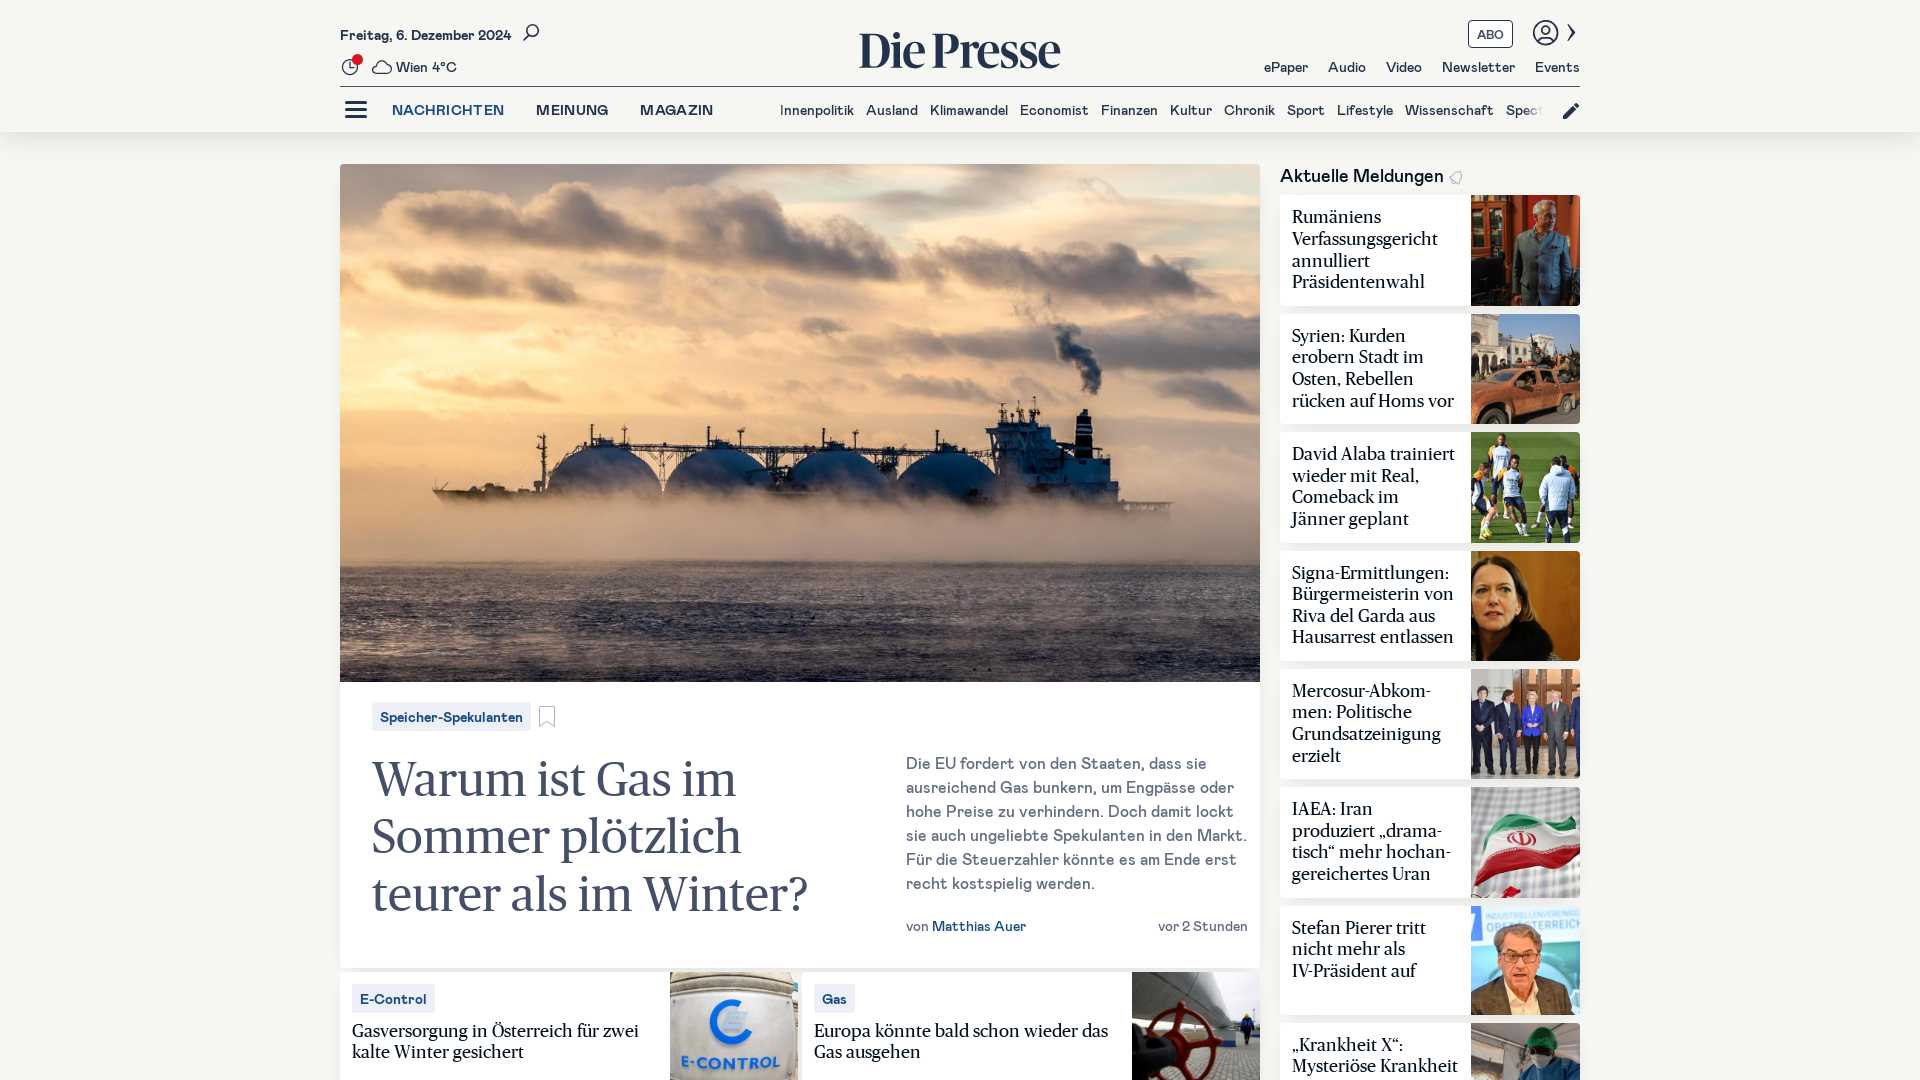 Freitag, 6. Dezember 2024
Wien 4°C
Die Presse
ABO
ePaper Audio Video Newsletter Events
NACHRICHTEN MEINUNG MAGAZIN
Innenpolitik Ausland Klimawandel Economist Finanzen Kultur Chronik Sport Lifestyle Wissenschaft Spect
Speicher-Spekulanten
Warum ist Gas im
Sommer plötzlich
teurer als im Winter?
Die EU fordert von den Staaten, dass sie
ausreichend Gas bunkern, um Engpässe oder
hohe Preise zu verhindern. Doch damit lockt
sie auch ungeliebte Spekulanten in den Markt.
Für die Steuerzahler könnte es am Ende erst
recht kostspielig werden.
von Matthias Auer
vor 2 Stunden
E-Control
Gasversorgung in Österreich für zwei
kalte Winter gesichert
E-CONTROL
Gas
Europa könnte bald schon wieder das
Gas ausgehen
Aktuelle Meldungen
Rumäniens
Verfassungsgericht
annulliert
Präsidentenwahl
Syrien: Kurden
erobern Stadt im
Osten, Rebellen
rücken auf Homs vor
David Alaba trainiert
wieder mit Real,
Comeback im
Jänner geplant
Signa-Ermittlungen:
Bürgermeisterin von
Riva del Garda aus
Hausarrest entlassen
Mercosur-Abkom-
men: Politische
Grundsatzeinigung
erzielt
IAEA: Iran
produziert „drama-
tisch“ mehr hochan-
gereichertes Uran
Stefan Pierer tritt
nicht mehr als
IV-Präsident auf
„Krankheit X“:
Mysteriöse Krankheit